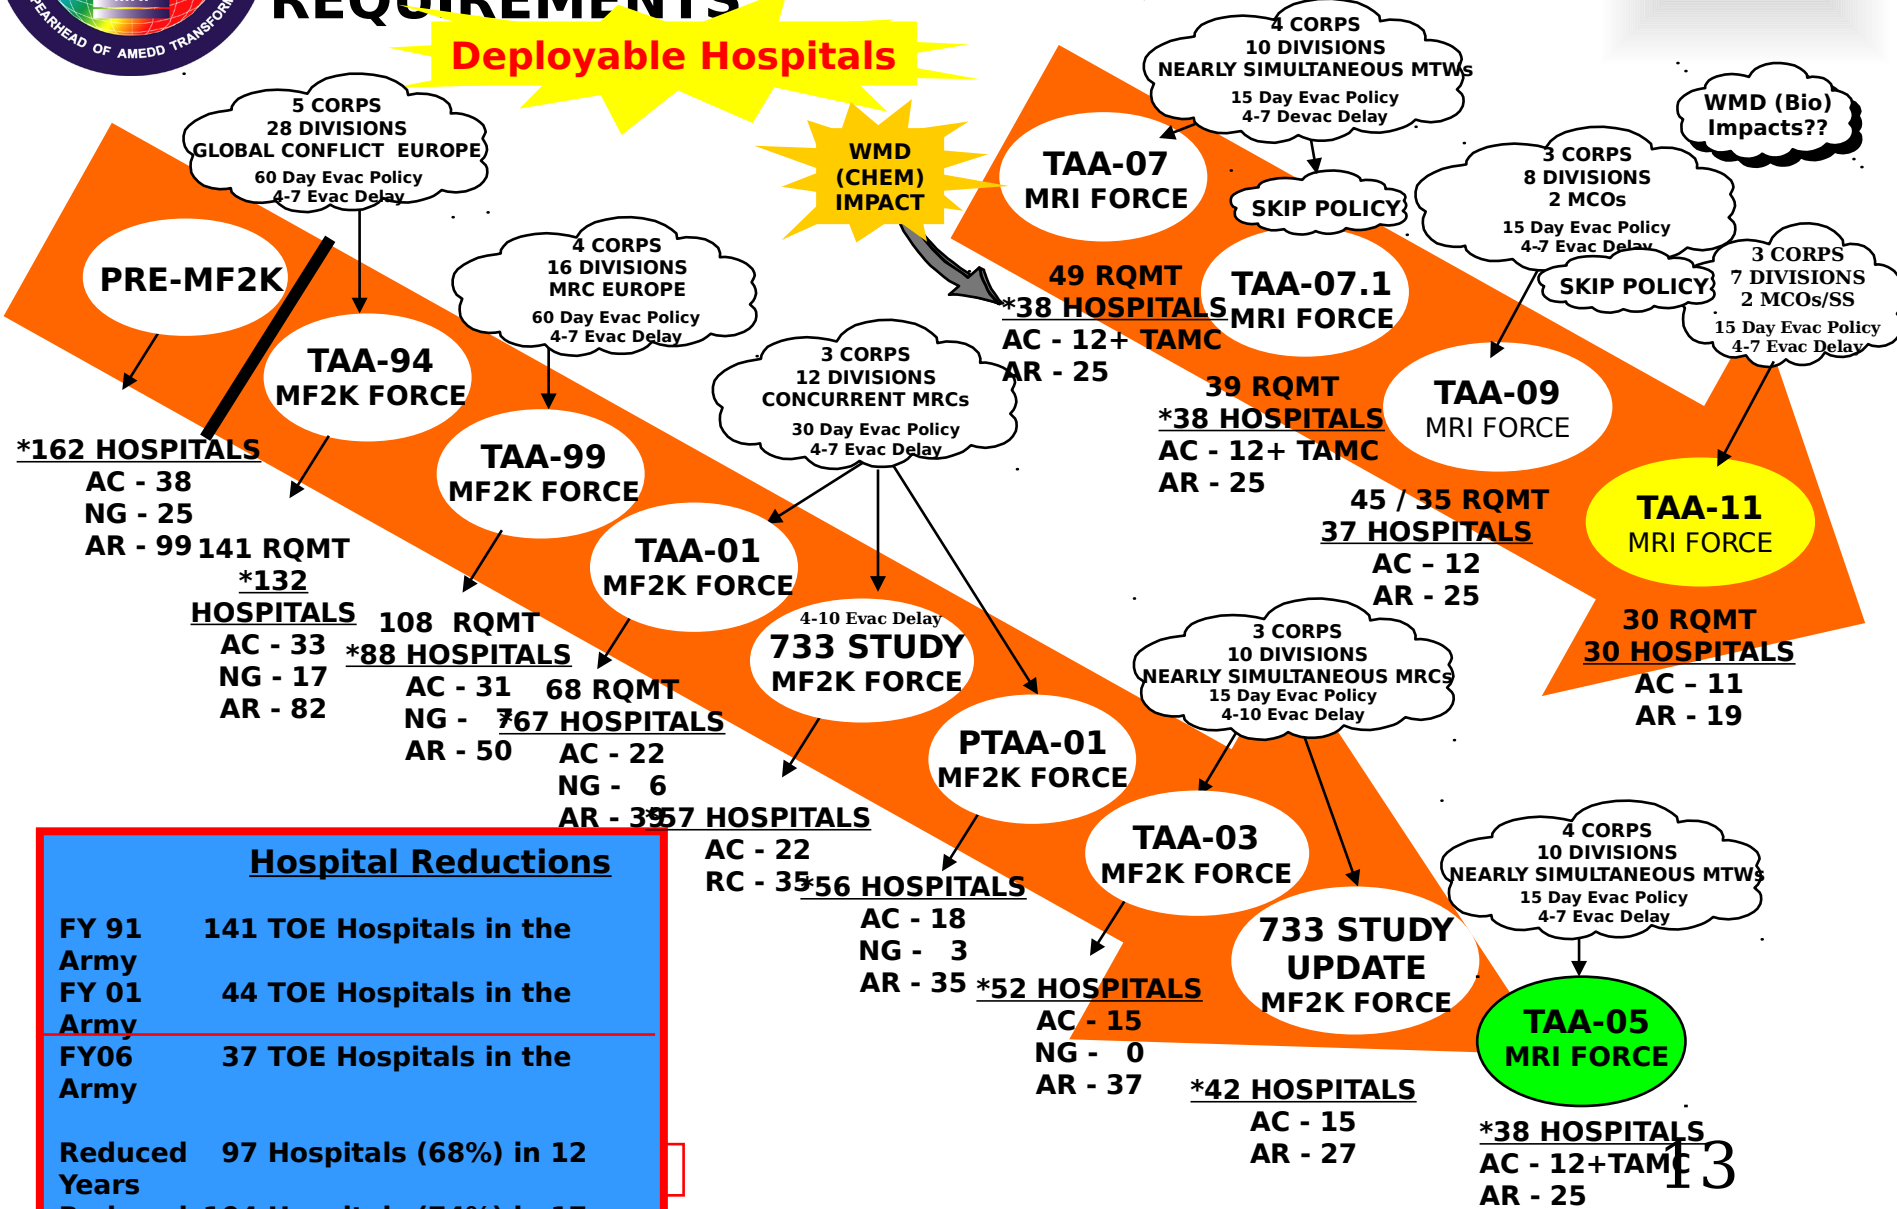 REQUIREMENTS
PEARHEAD OF AMEDD TRANSFORM
Deployable Hospitals
5 CORPS
28 DIVISIONS
GLOBAL CONFLICT EUROPE
60 Day Evac Policy
4-7 Evac Delay
PRE-MF2K
*162 HOSPITALS
AC - 38
NG - 25
AR - 99
TAA-94
MF2K FORCE
141 RQMT
*132
HOSPITALS
AC - 33
NG - 17
AR - 82
4 CORPS
16 DIVISIONS
MRC EUROPE
60 Day Evac Policy
4-7 Evac Delay
TAA-99
MF2K FORCE
108 RQMT
*88 HOSPITALS
AC - 31
NG - 7
AR - 50
3 CORPS
12 DIVISIONS
CONCURRENT MRCs
30 Day Evac Policy
4-7 Evac Delay
TAA-01
MF2K FORCE
68 RQMT
*67 HOSPITALS
AC - 22
NG - 6
AR - 39
4-10 Evac Delay
733 STUDY
MF2K FORCE
*57 HOSPITALS
AC - 22
RC - 35
PTAA-01
MF2K FORCE
*56 HOSPITALS
AC - 18
NG - 3
AR - 35
3 CORPS
10 DIVISIONS
NEARLY SIMULTANEOUS MRCs
15 Day Evac Policy
4-10 Evac Delay
TAA-03
MF2K FORCE
*52 HOSPITALS
AC - 15
NG - 0
AR - 37
733 STUDY
UPDATE
MF2K FORCE
*42 HOSPITALS
AC - 15
AR - 27
4 CORPS
10 DIVISIONS
NEARLY SIMULTANEOUS MTWs
15 Day Evac Policy
4-7 Evac Delay
TAA-05
MRI FORCE
*38 HOSPITALS
AC - 12+TAMC
AR - 25
WMD
(CHEM)
IMPACT
4 CORPS
10 DIVISIONS
NEARLY SIMULTANEOUS MTWs
15 Day Evac Policy
4-7 Devac Delay
TAA-07
MRI FORCE
49 RQMT
*38 HOSPITALS
AC - 12+ TAMC
AR - 25
SKIP POLICY
TAA-07.1
MRI FORCE
39 RQMT
*38 HOSPITALS
AC - 12+ TAMC
AR - 25
WMD (Bio)
Impacts??
3 CORPS
8 DIVISIONS
2 MCOs
15 Day Evac Policy
4-7 Evac Delay
SKIP POLICY
TAA-09
MRI FORCE
45 / 35 RQMT
37 HOSPITALS
AC – 12
AR - 25
3 CORPS
7 DIVISIONS
2 MCOs/SS
15 Day Evac Policy
4-7 Evac Delay
TAA-11
MRI FORCE
30 RQMT
30 HOSPITALS
AC – 11
AR - 19
Hospital Reductions
FY 91 141 TOE Hospitals in the
Army
FY 01 44 TOE Hospitals in the
Army
FY06 37 TOE Hospitals in the
Army
Reduced 97 Hospitals (68%) in 12
Years
Reduced 104 Hospitals (74%) in 17
13